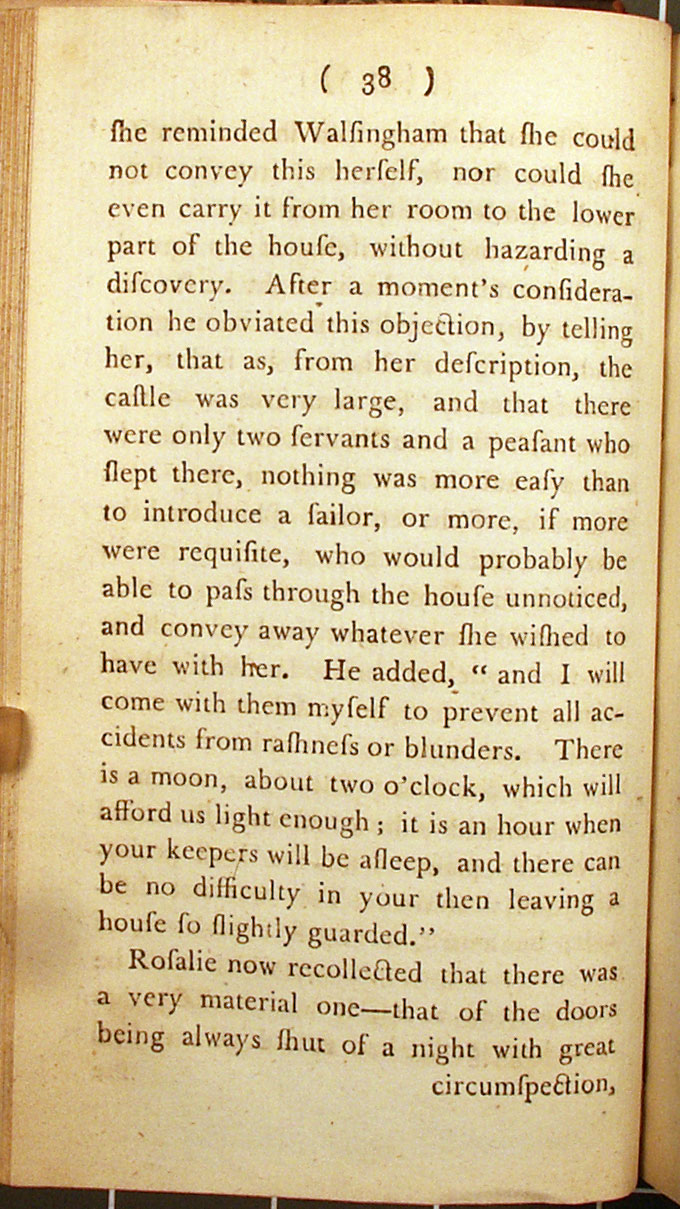 ( 38 )
ſhe reminded Walſingham that ſhe could
not convey this herſelf, nor could ſhe
even carry it from her room to the lower
part of the houſe, without hazarding a
diſcovery. After a moment's conſidera-
tion he obviated this objection, by telling
her, that as, from her deſcription, the
caſtle was very large, and that there
were only two ſervants and a peaſant who
ſlept there, nothing was more eaſy than
to introduce a ſailor, or more, if more
were requiſite, who would probably be
able to paſs through the houſe unnoticed,
and convey away whatever ſhe wiſhed to
have with her. He added, “ and I will
come with them myſelf to prevent all ac-
cidents from raſhneſs or blunders. There
is a moon, about two o'clock, which will
afford us light enough ; it is an hour when
your keepers will be aſleep, and there can
be no difficulty in your then leaving a
houſe ſo ſlightly guarded.”
Roſalie now recollected that there was
a very material one—that of the doors
being always ſhut of a night with great
circumſpection,